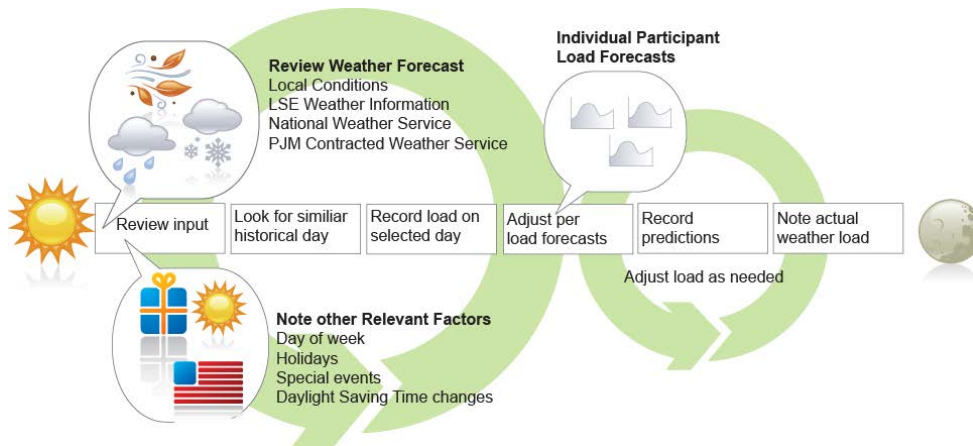 Review Weather Forecast
Local Conditions
LSE Weather Information
National Weather Service
PJM Contracted Weather Service
Individual Participant
Load Forecasts
Review input
Look for similiar
historical day
Record load on
selected day
Adjust per
load forecasts
Record
predictions
Note actual
weather load
Adjust load as needed
Note other Relevant Factors
Day of week
Holidays
Special events
Daylight Saving Time changes